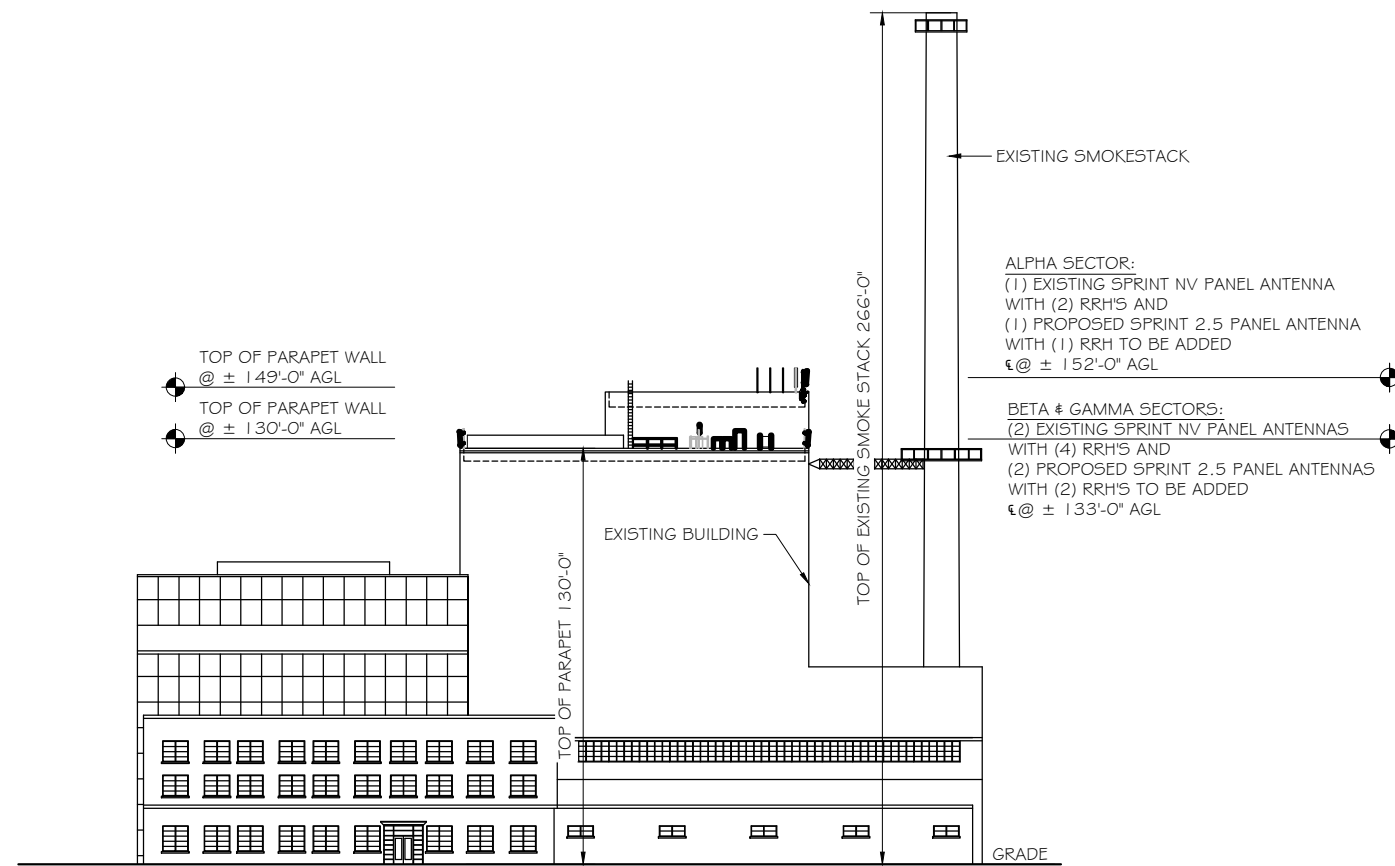 EXISTING SMOKESTACK
ALPHA SECTOR:
(1) EXISTING SPRINT NV PANEL ANTENNA
WITH (2) RRH'S AND
(1) PROPOSED SPRINT 2.5 PANEL ANTENNA
WITH (1) RRH TO BE ADDED
℄@ ± 152'-0" AGL
TOP OF PARAPET WALL
@ ± 149'-0" AGL
TOP OF PARAPET WALL
@ ± 130'-0" AGL
BETA & GAMMA SECTORS:
(2) EXISTING SPRINT NV PANEL ANTENNAS
WITH (4) RRH'S AND
(2) PROPOSED SPRINT 2.5 PANEL ANTENNAS
WITH (2) RRH'S TO BE ADDED
℄@ ± 133'-0" AGL
TOP OF EXISTING SMOKE STACK 266'-0"
EXISTING BUILDING
TOP OF PARAPET 130'-0"
GRADE